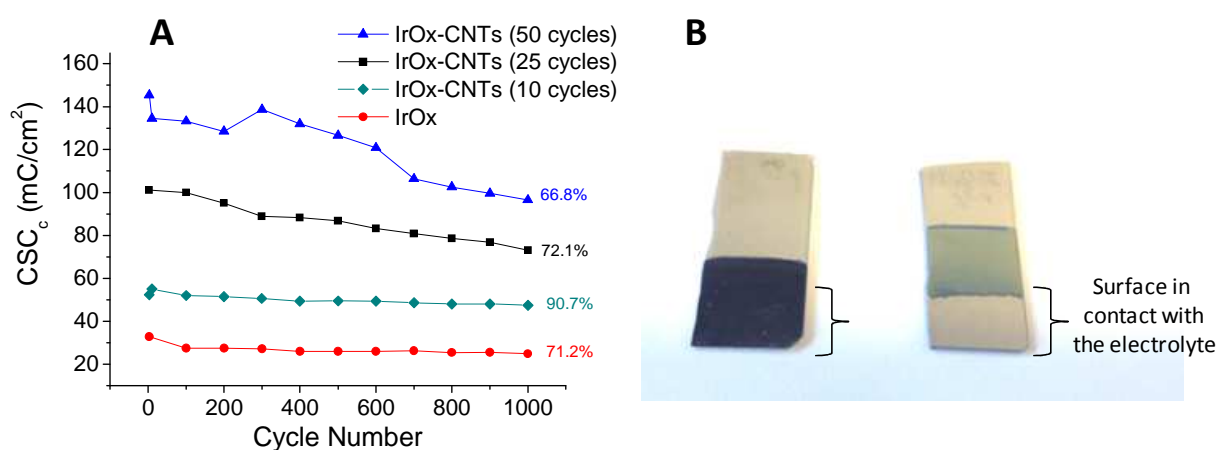 A
IrOx-CNTs (50 cycles)
IrOx-CNTs (25 cycles)
IrOx-CNTs (10 cycles)
IrOx
160
140
120
100
80
60
40
20
CSCc (mC/cm²)
66.8%
72.1%
90.7%
71.2%
0
200
400
600
800
1000
Cycle Number
B
Surface in
contact with
the electrolyte